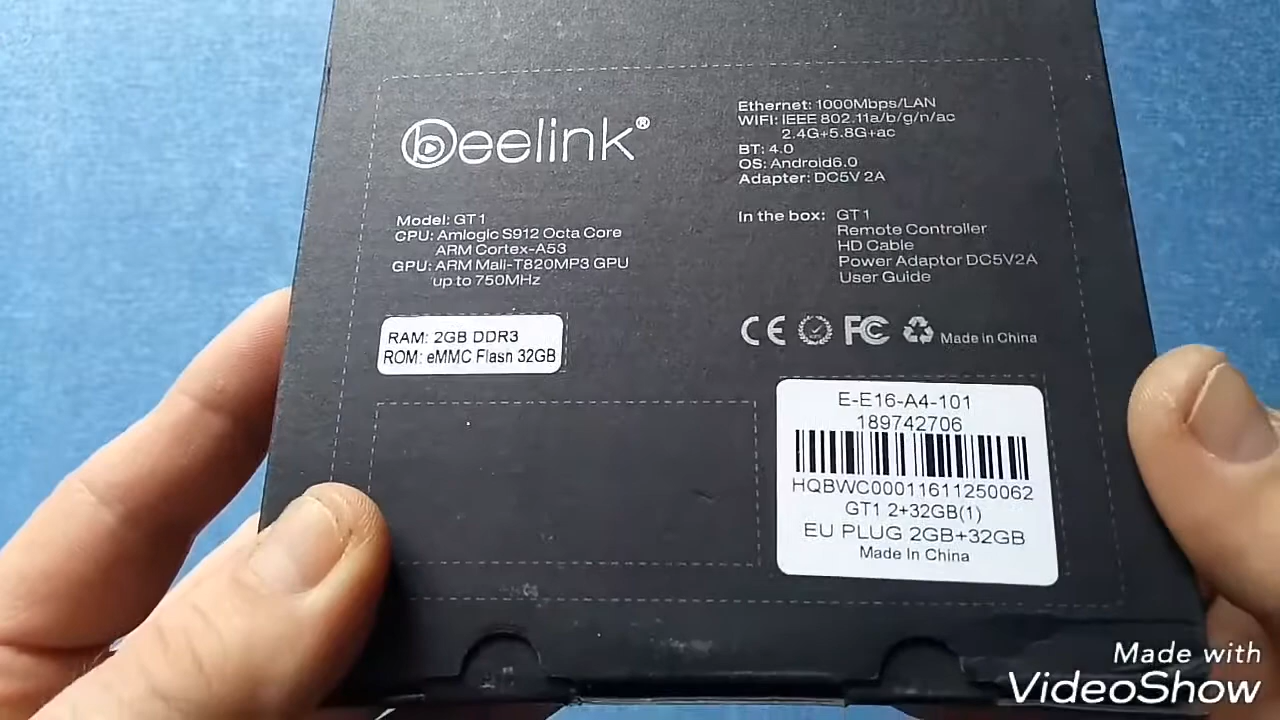 beelink®
Model: GT1
CPU: Amlogic S912 Octa Core
ARM Cortex-A53
GPU: ARM Mali-T820MP3 GPU
up to 750MHz
RAM: 2GB DDR3
ROM: eMMC Flash 32GB
Ethernet: 1000Mbps/LAN
WIFI: IEEE 802.11a/b/g/n/ac
2.4G+5.8G+ac
BT: 4.0
OS: Android6.0
Adapter: DC5V 2A
In the box: GT1
Remote Controller
HD Cable
Power Adaptor DC5V2A
User Guide
CE FC Made in China
E-E16-A4-101
189742706
HQBWC00011611250062
GT1 2+32GB(1)
EU PLUG 2GB+32GB
Made In China
Made with
VideoShow